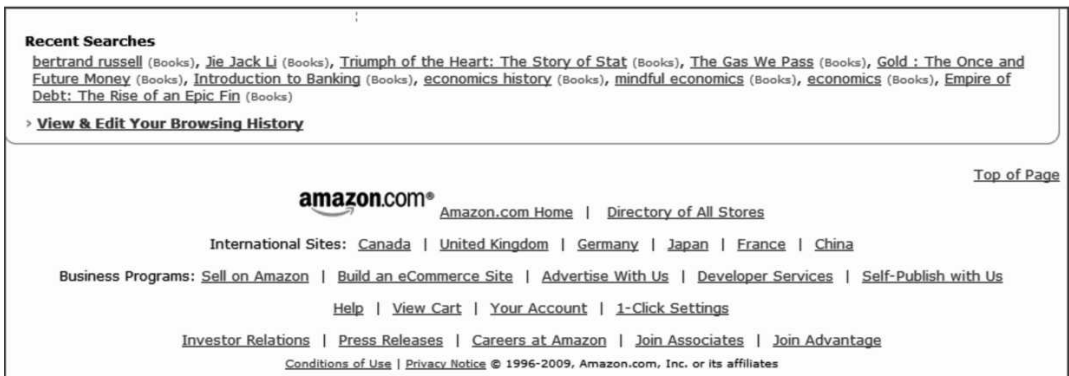 Recent Searches
bertrand russell (Books), Jie Jack Li (Books), Triumph of the Heart: The Story of Stat (Books), The Gas We Pass (Books), Gold : The Once and
Future Money (Books), Introduction to Banking (Books), economics history (Books), mindful economics (Books), economics (Books), Empire of
Debt: The Rise of an Epic Fin (Books)
› View & Edit Your Browsing History
Top of Page
amazon.com® Amazon.com Home | Directory of All Stores
International Sites: Canada | United Kingdom | Germany | Japan | France | China
Business Programs: Sell on Amazon | Build an eCommerce Site | Advertise With Us | Developer Services | Self-Publish with Us
Help | View Cart | Your Account | 1-Click Settings
Investor Relations | Press Releases | Careers at Amazon | Join Associates | Join Advantage
Conditions of Use | Privacy Notice © 1996-2009, Amazon.com, Inc. or its affiliates